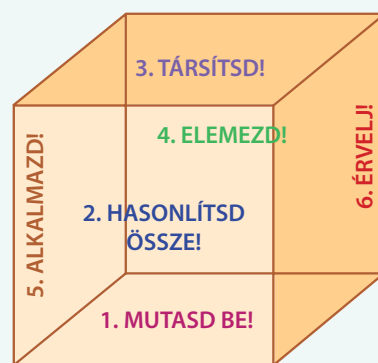 3. TÁRSÍTSD!
4. ELEMEZD!
5. ALKALMAZD!
6. ÉRVELJ!
2. HASONLÍTSD
ÖSSZE!
1. MUTASD BE!